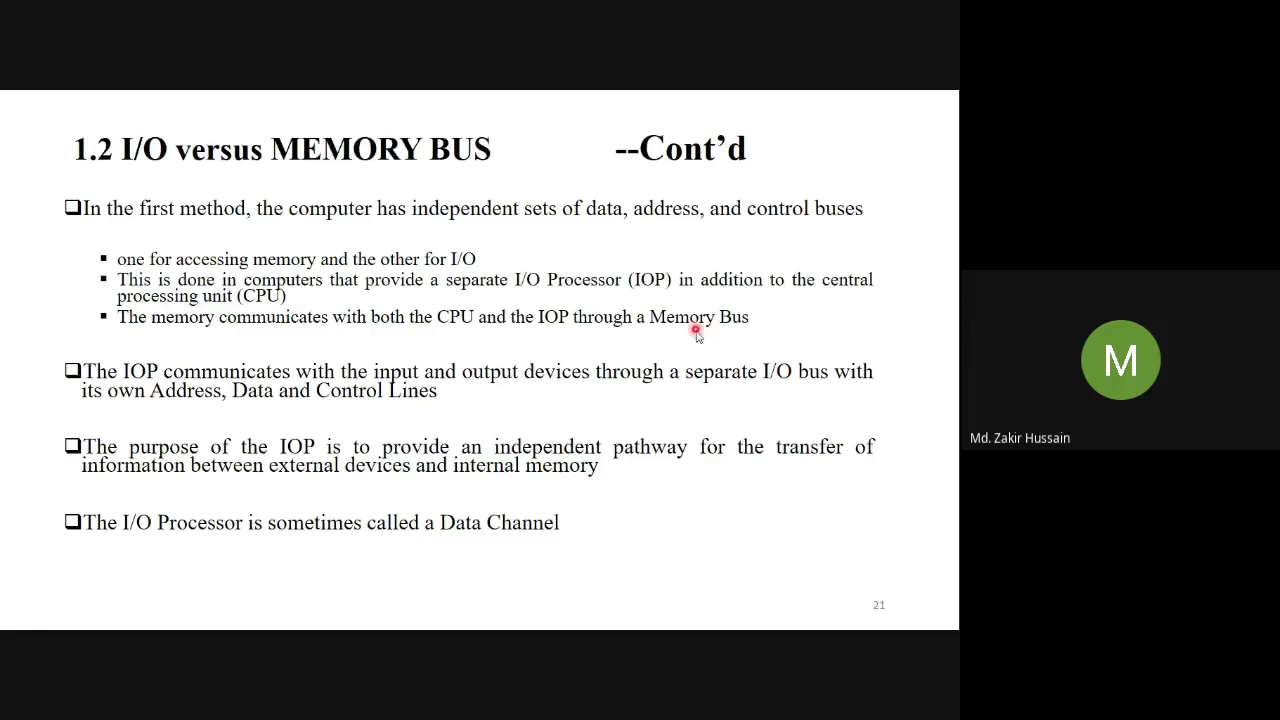 1.2 I/O versus MEMORY BUS --Cont’d
❑In the first method, the computer has independent sets of data, address, and control buses
▪ one for accessing memory and the other for I/O
▪ This is done in computers that provide a separate I/O Processor (IOP) in addition to the central
processing unit (CPU)
▪ The memory communicates with both the CPU and the IOP through a Memory Bus
❑The IOP communicates with the input and output devices through a separate I/O bus with
its own Address, Data and Control Lines
❑The purpose of the IOP is to provide an independent pathway for the transfer of
information between external devices and internal memory
❑The I/O Processor is sometimes called a Data Channel
21
M
Md. Zakir Hussain